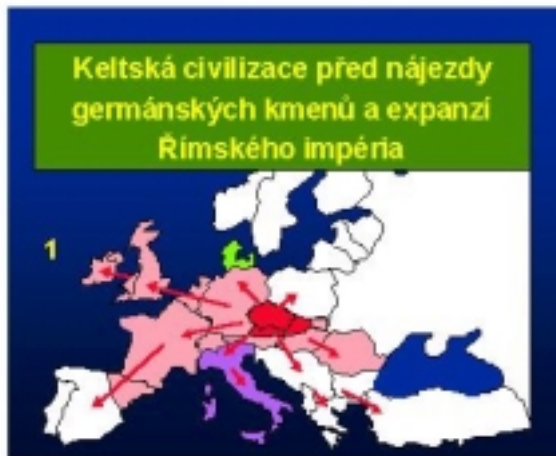 Keltská civilizace před nájezdy
germánských kmenů a expanzí
Římského impéria
1